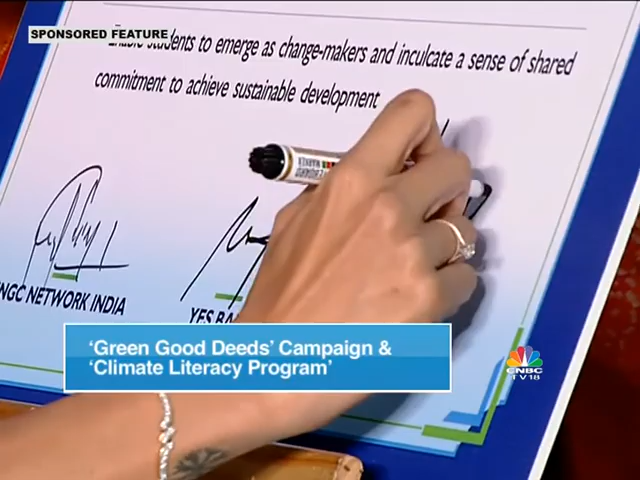 SPONSORED FEATURE
Enable students to emerge as change-makers and inculcate a sense of shared
commitment to achieve sustainable development
NGC NETWORK INDIA
YES BA
'Green Good Deeds' Campaign &
'Climate Literacy Program'
CNBC
TV18